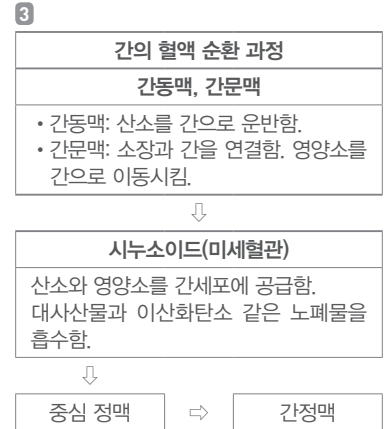 3
간의 혈액 순환 과정
간동맥, 간문맥
• 간동맥: 산소를 간으로 운반함.
• 간문맥: 소장과 간을 연결함. 영양소를
간으로 이동시킴.
⇩
시누소이드(미세혈관)
산소와 영양소를 간세포에 공급함.
대사산물과 이산화탄소 같은 노폐물을
흡수함.
⇩
중심 정맥 ⇨ 간정맥